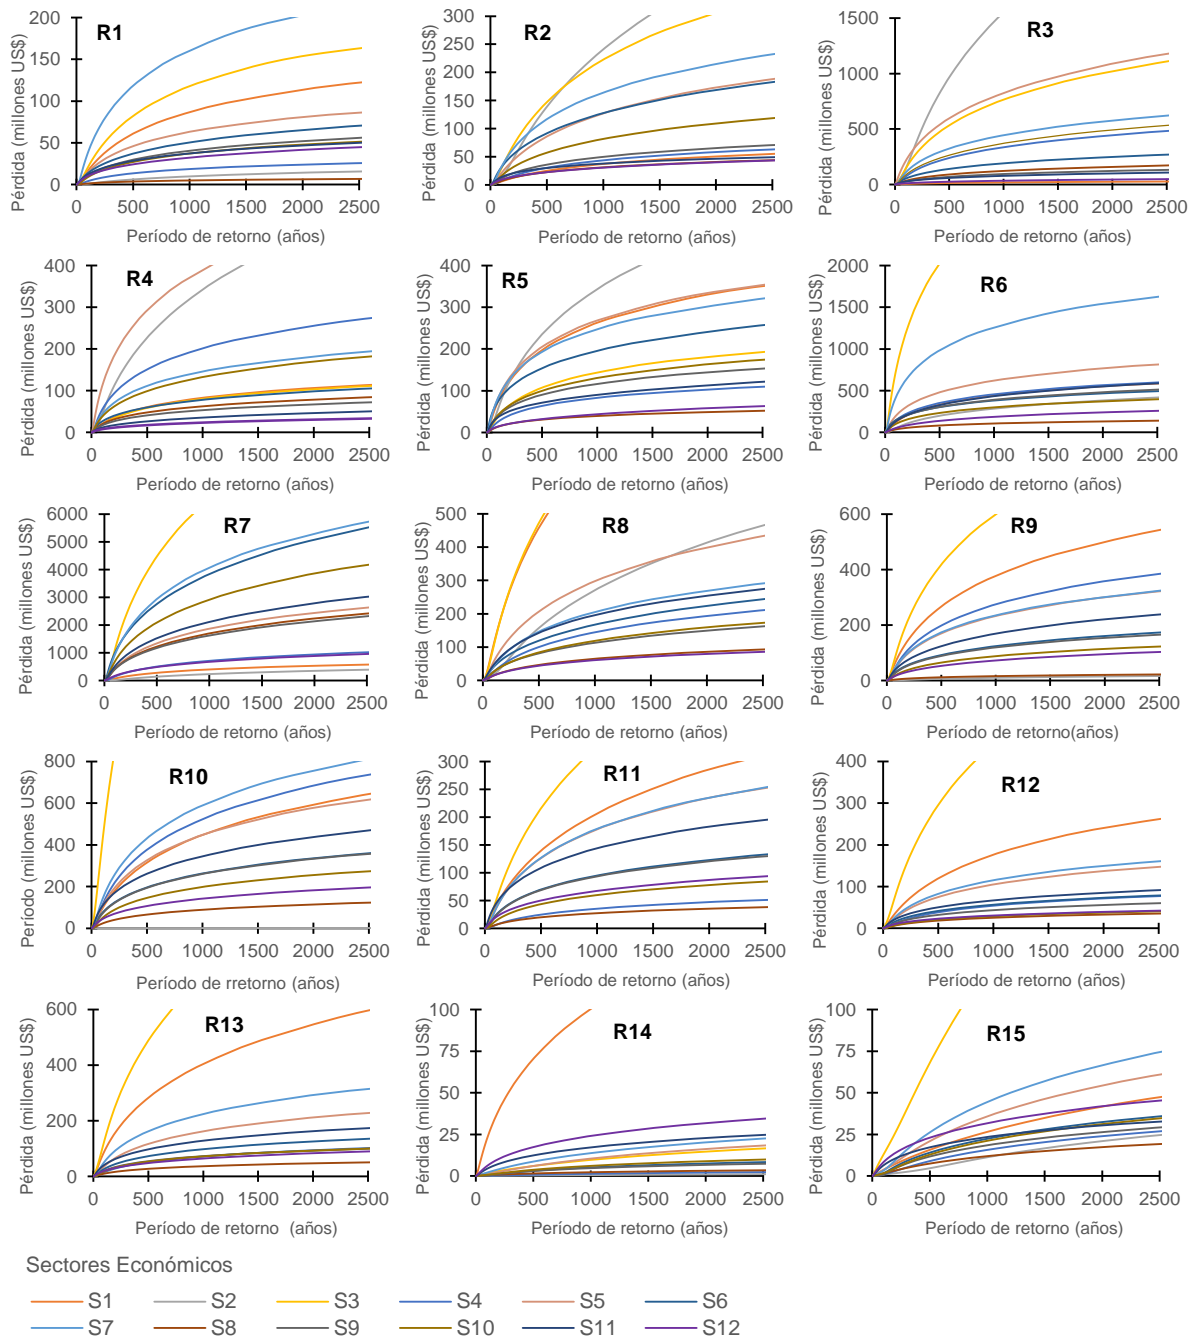 R1
Pérdida (millones US$)
200
150
100
50
0
0 500 1000 1500 2000 2500
Período de retorno (años)
R2
Pérdida (millones US$)
300
250
200
150
100
50
0
0 500 1000 1500 2000 2500
Período de retorno (años)
R3
Pérdida (millones US$)
1500
1000
500
0
0 500 1000 1500 2000 2500
Período de retorno (años)
R4
Pérdida (millones US$)
400
300
200
100
0
0 500 1000 1500 2000 2500
Período de retorno (años)
R5
Pérdida (millones US$)
400
300
200
100
0
0 500 1000 1500 2000 2500
Período de retorno (años)
R6
Pérdida (millones US$)
2000
1500
1000
500
0
0 500 1000 1500 2000 2500
Período de retorno (años)
R7
Pérdida (millones US$)
6000
5000
4000
3000
2000
1000
0
0 500 1000 1500 2000 2500
Período de retorno (años)
R8
Pérdida (millones US$)
500
400
300
200
100
0
0 500 1000 1500 2000 2500
Período de retorno (años)
R9
Pérdida (millones US$)
600
400
200
0
0 500 1000 1500 2000 2500
Período de retorno(años)
R10
Período (millones US$)
800
600
400
200
0
0 500 1000 1500 2000 2500
Período de rretorno (años)
R11
Pérdida (millones US$)
300
250
200
150
100
50
0
0 500 1000 1500 2000 2500
Período de retorno (años)
R12
Pérdida (millones US$)
400
300
200
100
0
0 500 1000 1500 2000 2500
Período de retorno (años)
R13
Pérdida (millones US$)
600
400
200
0
0 500 1000 1500 2000 2500
Período de retorno (años)
R14
Pérdida (millones US$)
100
75
50
25
0
0 500 1000 1500 2000 2500
Período de retorno (años)
R15
Pérdida (millones US$)
100
75
50
25
0
0 500 1000 1500 2000 2500
Período de retorno (años)
Sectores Económicos
S1 S2 S3 S4 S5 S6
S7 S8 S9 S10 S11 S12